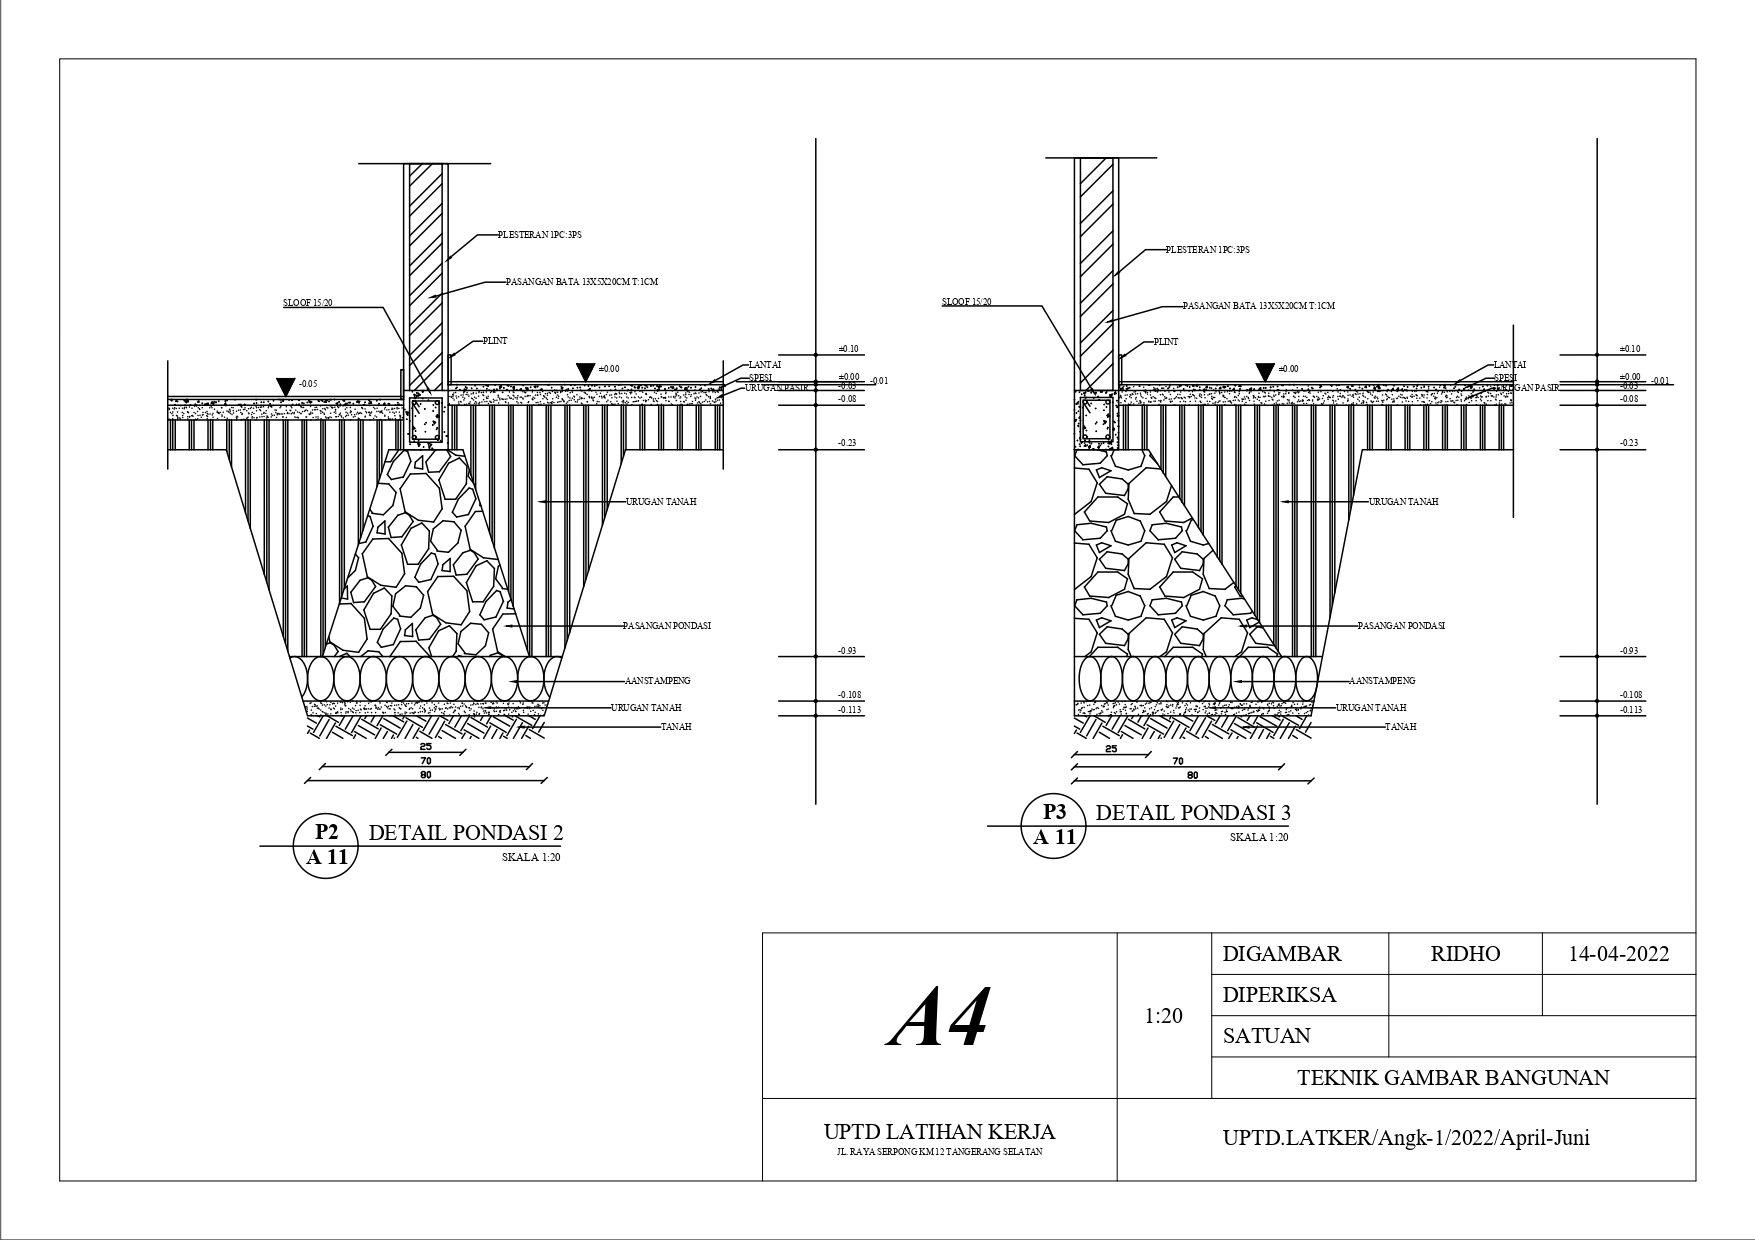 PLESTERAN 1PC:3PS
PASANGAN BATA 13X5X20CM T:1CM
SLOOF 15/20
PLINT
-0.05
±0.00
LANTAI
SPESI
URUGAN PASIR
±0.10
±0.00
-0.01
-0.03
-0.08
-0.23
URUGAN TANAH
PASANGAN PONDASI
-0.93
AANSTAMPENG
-0.108
URUGAN TANAH
-0.113
TANAH
25
70
80
P2
A 11
DETAIL PONDASI 2
SKALA 1:20
PLESTERAN 1PC:3PS
SLOOF 15/20
PASANGAN BATA 13X5X20CM T:1CM
PLINT
±0.00
LANTAI
SPESI
URUGAN PASIR
±0.10
±0.00
-0.01
-0.03
-0.08
-0.23
URUGAN TANAH
PASANGAN PONDASI
-0.93
AANSTAMPENG
-0.108
URUGAN TANAH
-0.113
TANAH
25
70
80
P3
A 11
DETAIL PONDASI 3
SKALA 1:20
A4
1:20
DIGAMBAR RIDHO 14-04-2022
DIPERIKSA
SATUAN
TEKNIK GAMBAR BANGUNAN
UPTD LATIHAN KERJA
JL. RAYA SERPONG KM 12 TANGERANG SELATAN
UPTD.LATKER/Angk-1/2022/April-Juni